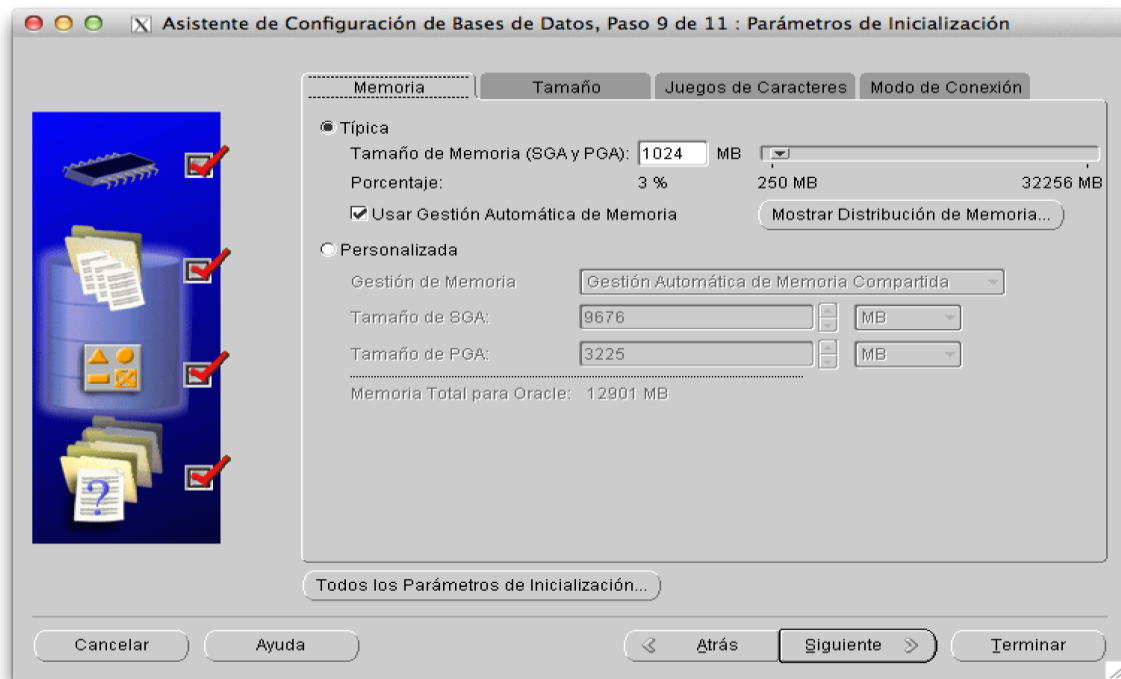 Asistente de Configuración de Bases de Datos, Paso 9 de 11 : Parámetros de Inicialización
Memoria Tamaño Juegos de Caracteres Modo de Conexión
Típica
Tamaño de Memoria (SGA y PGA): 1024 MB
Porcentaje: 3 % 250 MB 32256 MB
Usar Gestión Automática de Memoria Mostrar Distribución de Memoria...
Personalizada
Gestión de Memoria Gestión Automática de Memoria Compartida
Tamaño de SGA: 9676 MB
Tamaño de PGA: 3225 MB
Memoria Total para Oracle: 12901 MB
?
Todos los Parámetros de Inicialización...
Cancelar Ayuda Atrás Siguiente Terminar